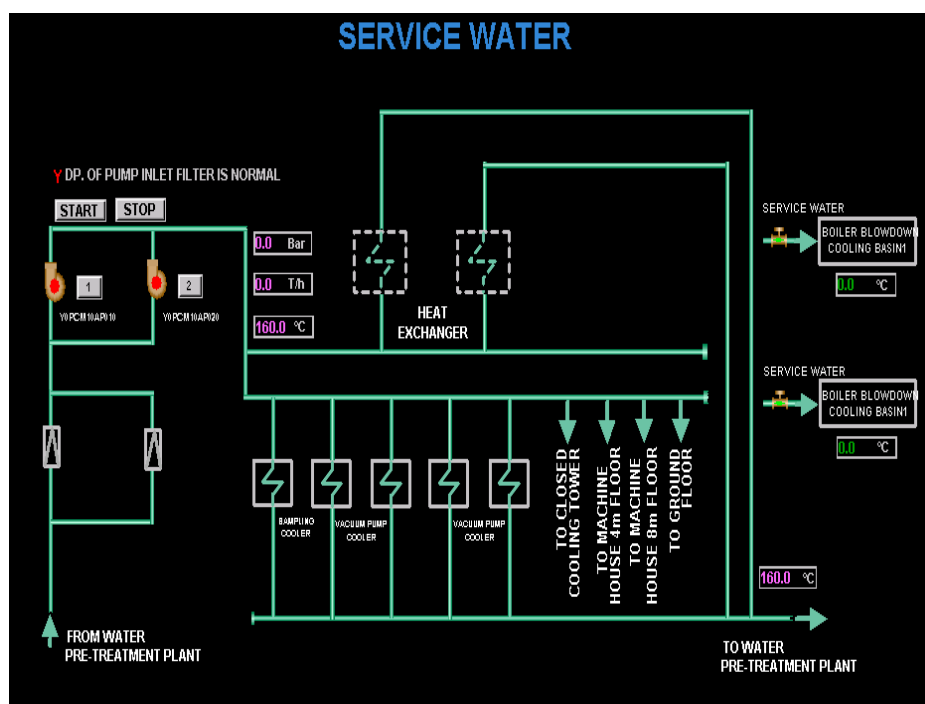 SERVICE WATER
Y DP. OF PUMP INLET FILTER IS NORMAL
START STOP
SERVICE WATER
BOILER BLOWDOWN
COOLING BASIN1
0.0 Bar
0.0 T/h
160.0 °C
0.0 °C
1
2
Y0PCM10AP010
Y0PCM10AP020
HEAT
EXCHANGER
SERVICE WATER
BOILER BLOWDOWN
COOLING BASIN1
0.0 °C
BAMPLING
COOLER
VACUUM PUMP
COOLER
VACUUM PUMP
COOLER
TO CLOSED
COOLING TOWER
TO MACHINE
HOUSE 4m FLOOR
TO MACHINE
HOUSE 8m FLOOR
TO GROUND
FLOOR
160.0 °C
FROM WATER
PRE-TREATMENT PLANT
TO WATER
PRE-TREATMENT PLANT